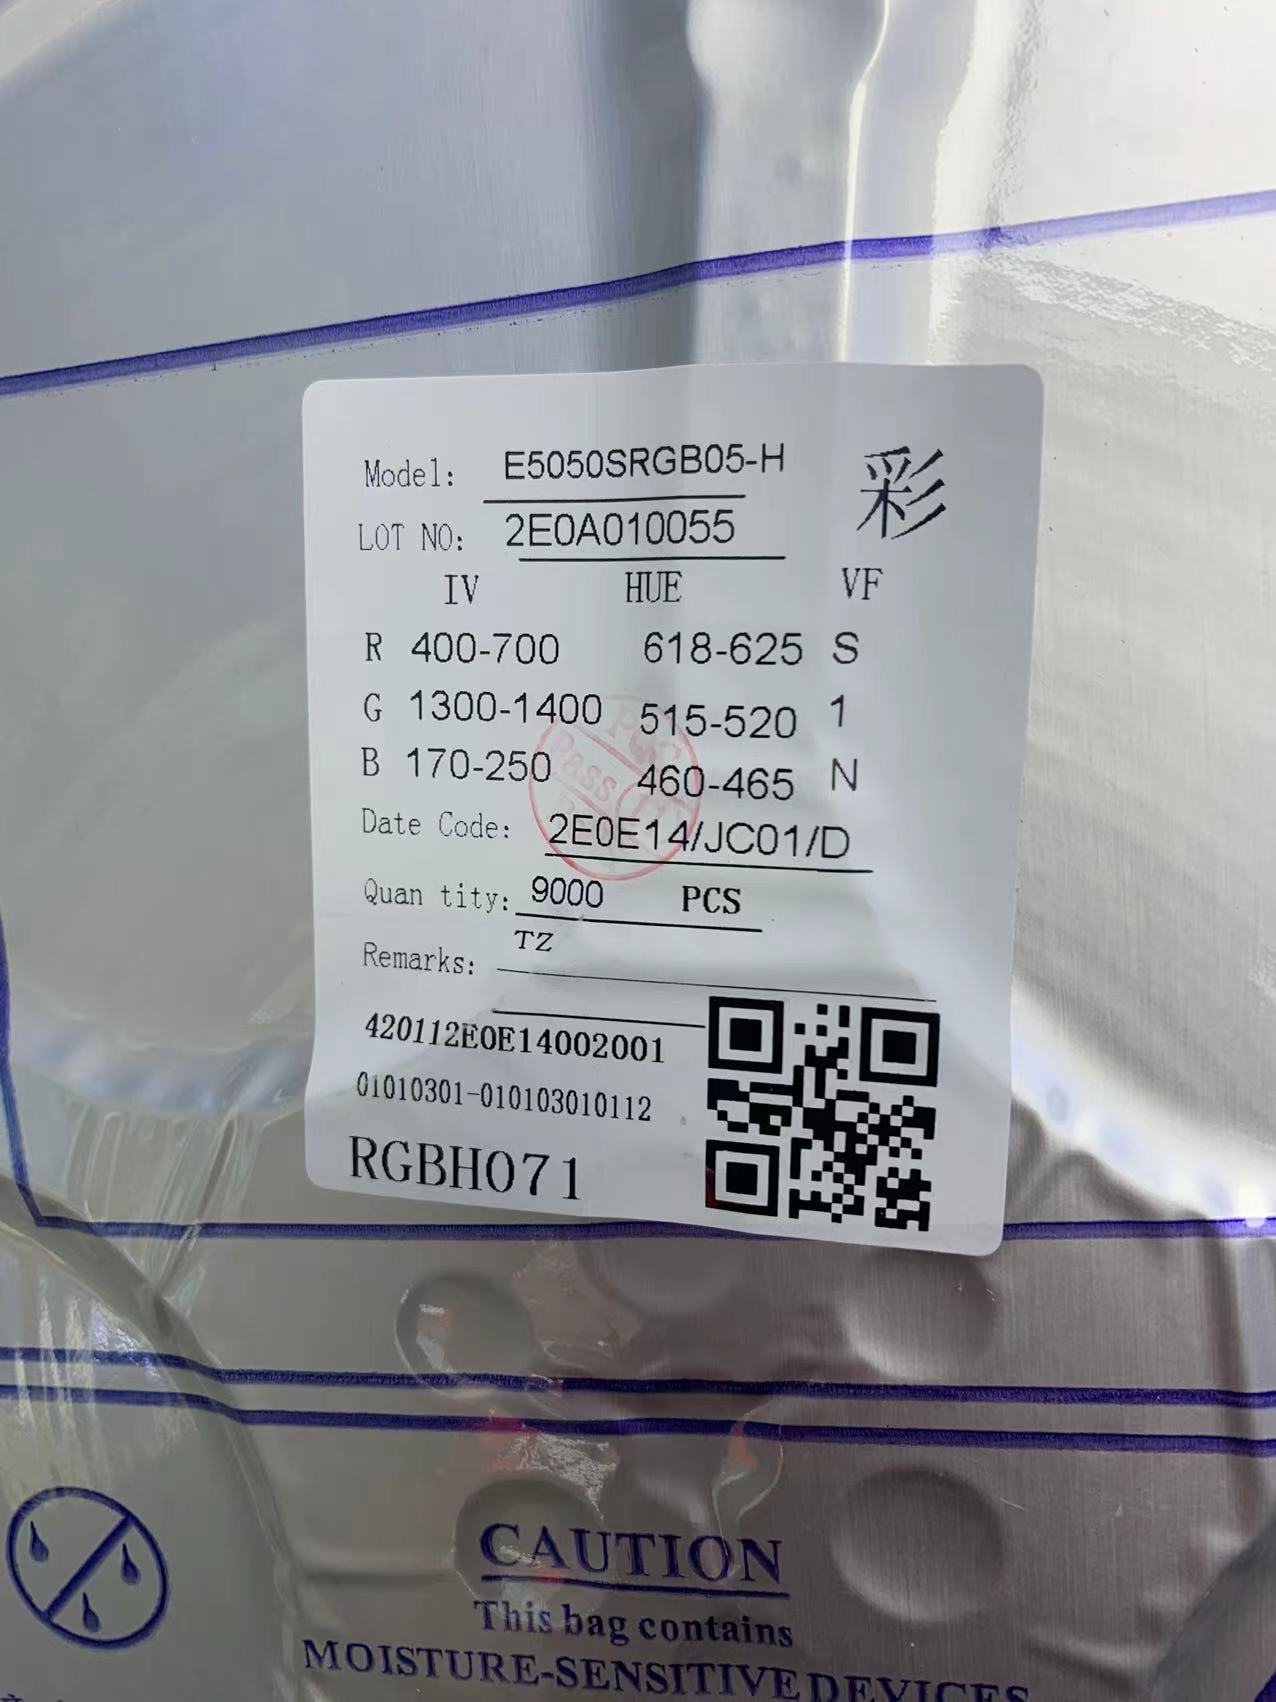 Model: E5050SRGB05-H 彩
LOT NO: 2E0A010055
IV HUE VF
R 400-700 618-625 S
G 1300-1400 515-520 1
B 170-250 460-465 N
Date Code: 2E0E14/JC01/D
Quan tity: 9000 PCS
Remarks: TZ
420112E0E14002001
01010301-010103010112
RGBH071
Pass
CAUTION
This bag contains
MOISTURE-SENSITIVE DEVICES